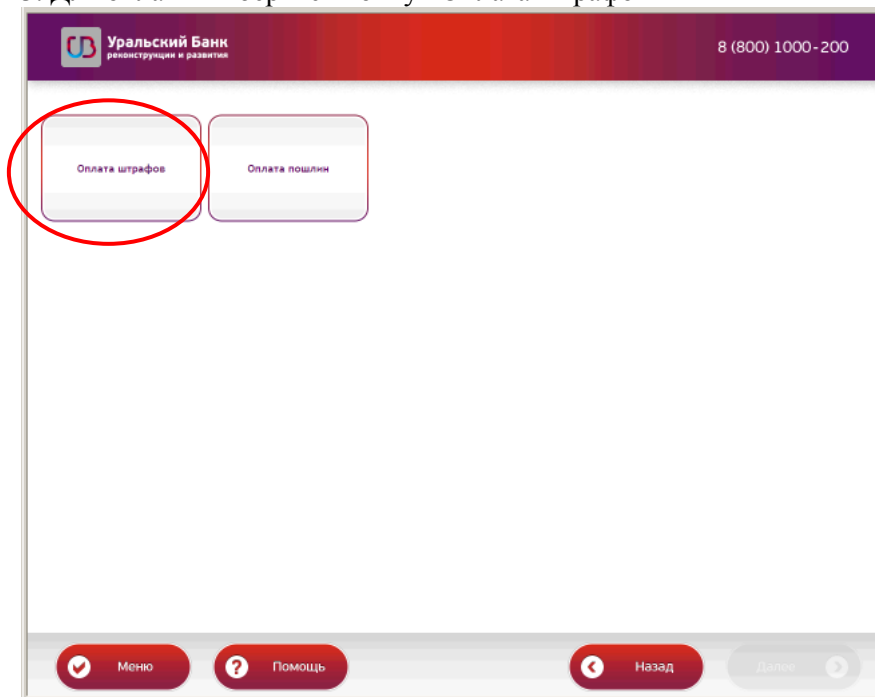 Уральский Банк
реконструкции и развития
8 (800) 1000-200
Оплата штрафов
Оплата пошлин
Меню
Помощь
Назад
Далее